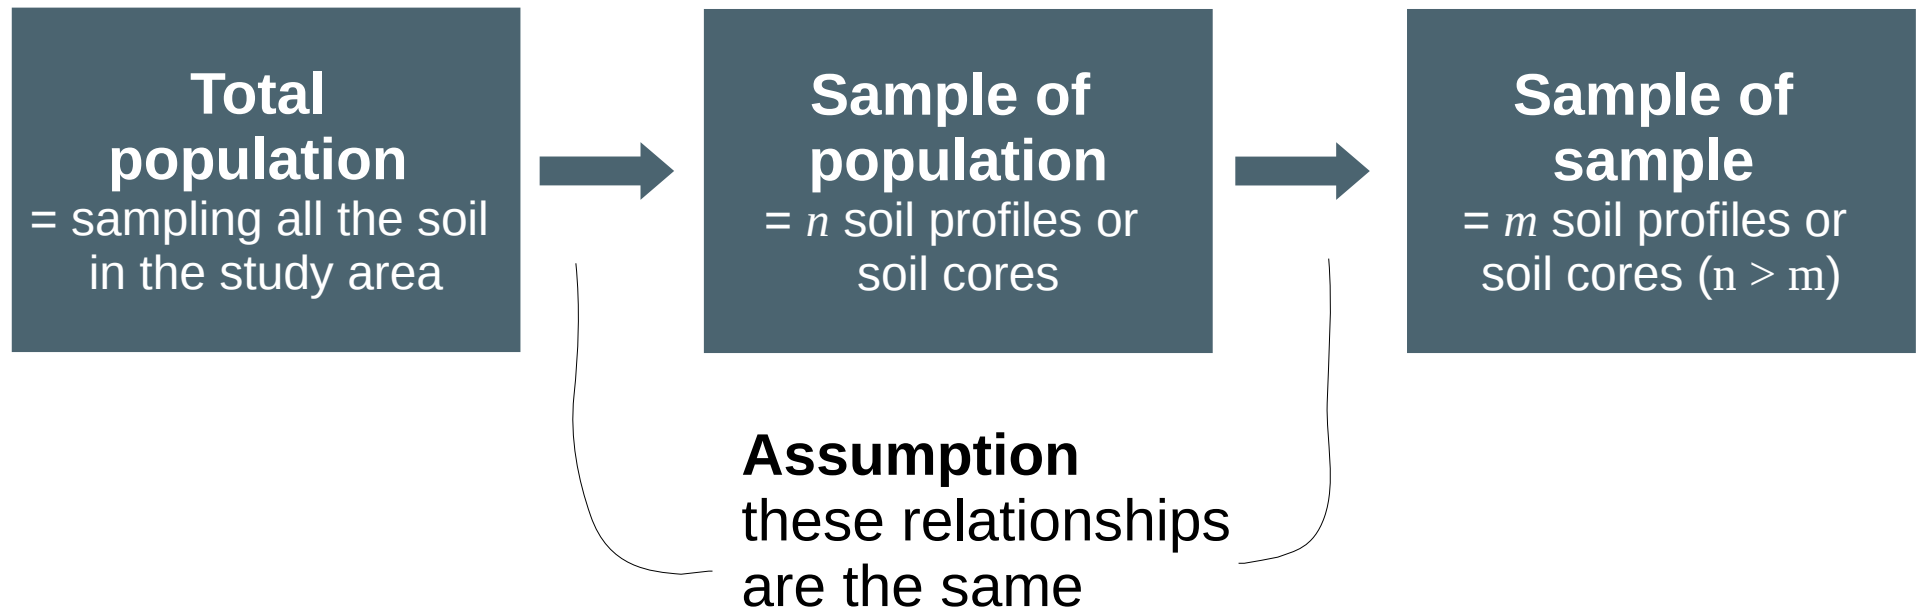 Total
population
= sampling all the soil
in the study area
Sample of
population
= n soil profiles or
soil cores
Sample of
sample
= m soil profiles or
soil cores (n > m)
Assumption
these relationships
are the same